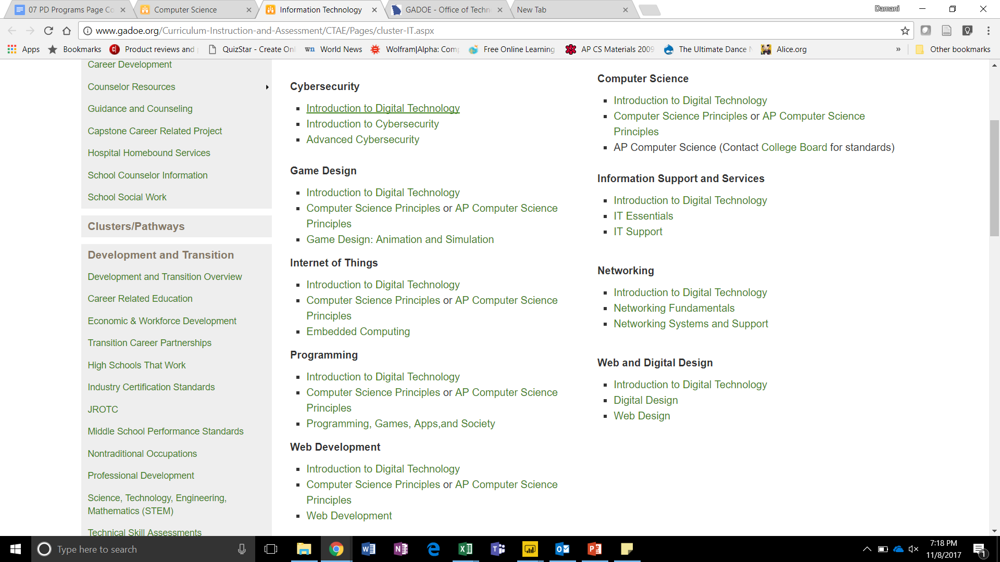 07 PD Programs Page Co
Computer Science
Information Technology
GADOE - Office of Techn
New Tab
Damani
www.gadoe.org/Curriculum-Instruction-and-Assessment/CTAE/Pages/cluster-IT.aspx
Apps
Bookmarks
Product reviews and
QuizStar - Create Onl
World News
Wolfram|Alpha: Com
Free Online Learning
AP CS Materials 2009
The Ultimate Dance
Alice.org
»
Other bookmarks
Career Development
Counselor Resources
Guidance and Counseling
Capstone Career Related Project
Hospital Homebound Services
School Counselor Information
School Social Work
Clusters/Pathways
Development and Transition
Development and Transition Overview
Career Related Education
Economic & Workforce Development
Transition Career Partnerships
High Schools That Work
Industry Certification Standards
JROTC
Middle School Performance Standards
Nontraditional Occupations
Professional Development
Science, Technology, Engineering,
Mathematics (STEM)
Technical Skill Assessments
Cybersecurity
Introduction to Digital Technology
Introduction to Cybersecurity
Advanced Cybersecurity
Game Design
Introduction to Digital Technology
Computer Science Principles or AP Computer Science
Principles
Game Design: Animation and Simulation
Internet of Things
Introduction to Digital Technology
Computer Science Principles or AP Computer Science
Principles
Embedded Computing
Programming
Introduction to Digital Technology
Computer Science Principles or AP Computer Science
Principles
Programming, Games, Apps,and Society
Web Development
Introduction to Digital Technology
Computer Science Principles or AP Computer Science
Principles
Web Development
Computer Science
Introduction to Digital Technology
Computer Science Principles or AP Computer Science
Principles
AP Computer Science (Contact College Board for standards)
Information Support and Services
Introduction to Digital Technology
IT Essentials
IT Support
Networking
Introduction to Digital Technology
Networking Fundamentals
Networking Systems and Support
Web and Digital Design
Introduction to Digital Technology
Digital Design
Web Design
Type here to search
7:18 PM
11/8/2017
1